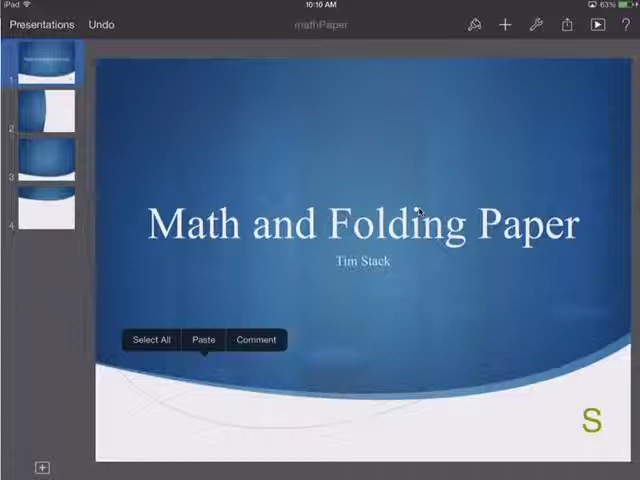 iPad 10:10 AM 63%
Presentations Undo mathPaper ?
1
2
3
4
Math and Folding Paper
Tim Stack
Select All Paste Comment
S